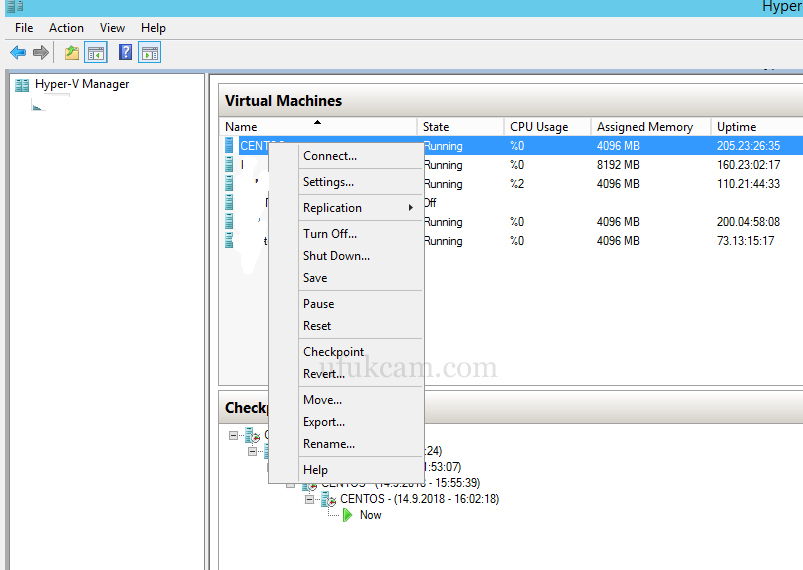 Hyper
File Action View Help
Hyper-V Manager
Virtual Machines
Name State CPU Usage Assigned Memory Uptime
CENTOS Running %0 4096 MB 205.23:26:35
Running %0 8192 MB 160.23:02:17
Running %2 4096 MB 110.21:44:33
Off
Running %0 4096 MB 200.04:58:08
Running %0 4096 MB 73.13:15:17
Connect...
Settings...
Replication
Turn Off...
Shut Down...
Save
Pause
Reset
Checkpoint
Revert...
Move...
Export...
Rename...
Help
ufukcam.com
Checkp
:24)
1:53:07)
CENTOS - (14.9.2018 - 15:55:39)
CENTOS - (14.9.2018 - 16:02:18)
Now